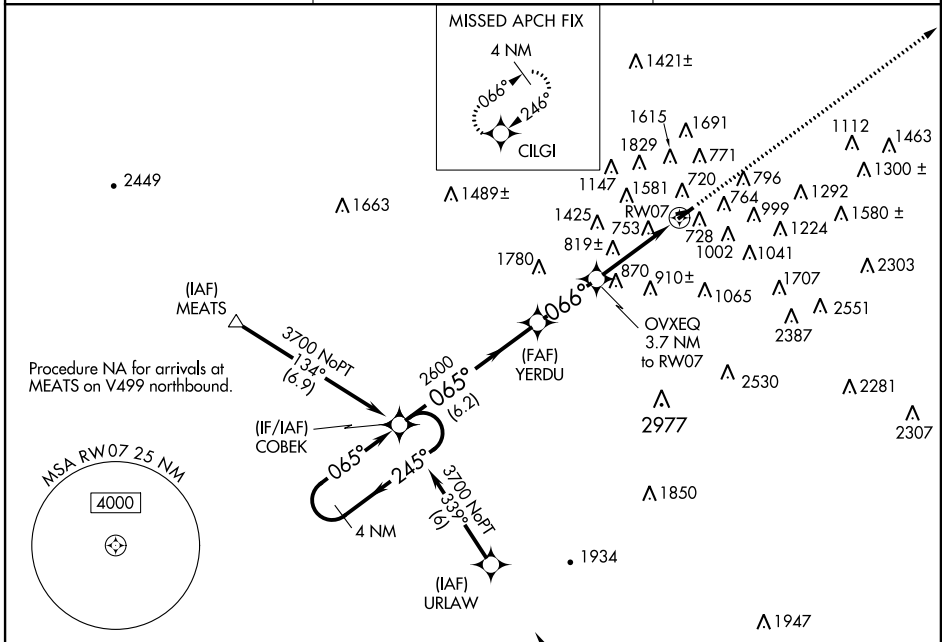 MISSED APCH FIX
4 NM
066°
246°
CILGI
1421±
1615
1691
1829
771
1112
1463
1300 ±
1147
1581
720
796
1292
2449
1663
1489±
1425
RW07
753
764
999
1580 ±
728
1224
819±
1002
1041
1780
870
910±
1065
1707
2303
2551
2387
(IAF)
MEATS
3700 NoPT
134°
(6.9)
Procedure NA for arrivals at
MEATS on V499 northbound.
066°
(FAF)
YERDU
OVXEQ
3.7 NM
to RW07
2600
065°
(6.2)
2530
2281
2977
2307
(IF/IAF)
COBEK
065°
245°
4 NM
3700 NoPT
339°
(6)
MSA RW07 25 NM
4000
1850
(IAF)
URLAW
1934
1947